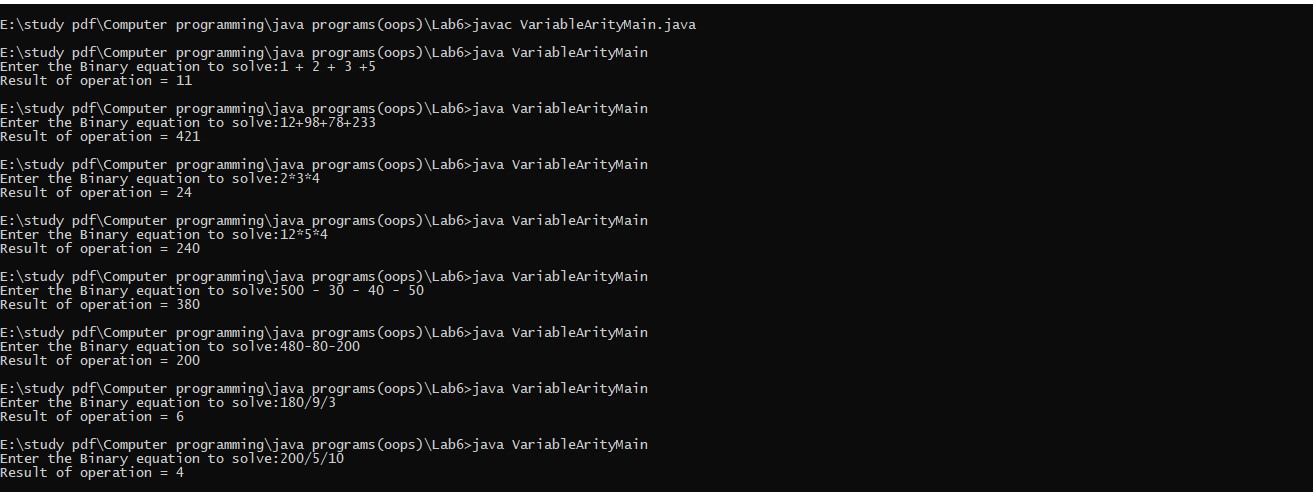 E:\study pdf\Computer programming\java programs(oops)\Lab6>javac VariableArityMain.java
E:\study pdf\Computer programming\java programs(oops)\Lab6>java VariableArityMain
Enter the Binary equation to solve:1 + 2 + 3 +5
Result of operation = 11
E:\study pdf\Computer programming\java programs(oops)\Lab6>java VariableArityMain
Enter the Binary equation to solve:12+98+78+233
Result of operation = 421
E:\study pdf\Computer programming\java programs(oops)\Lab6>java VariableArityMain
Enter the Binary equation to solve:2*3*4
Result of operation = 24
E:\study pdf\Computer programming\java programs(oops)\Lab6>java VariableArityMain
Enter the Binary equation to solve:12*5*4
Result of operation = 240
E:\study pdf\Computer programming\java programs(oops)\Lab6>java VariableArityMain
Enter the Binary equation to solve:500 - 30 - 40 - 50
Result of operation = 380
E:\study pdf\Computer programming\java programs(oops)\Lab6>java VariableArityMain
Enter the Binary equation to solve:480-80-200
Result of operation = 200
E:\study pdf\Computer programming\java programs(oops)\Lab6>java VariableArityMain
Enter the Binary equation to solve:180/9/3
Result of operation = 6
E:\study pdf\Computer programming\java programs(oops)\Lab6>java VariableArityMain
Enter the Binary equation to solve:200/5/10
Result of operation = 4